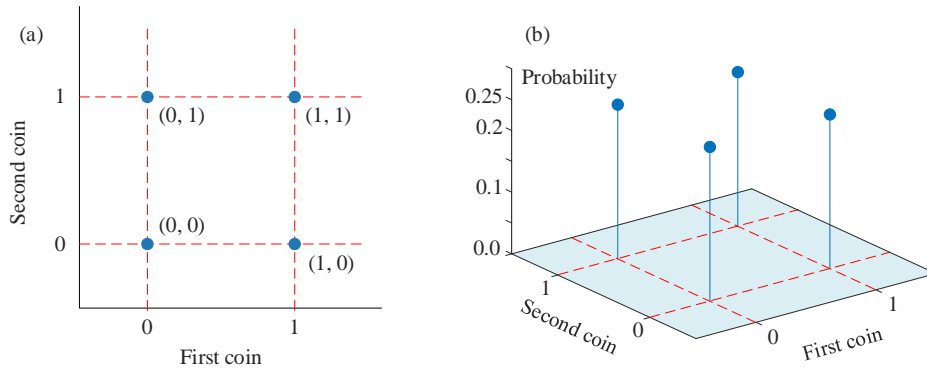 (a)
Second coin
1
(0, 1)
(1, 1)
(0, 0)
0
(1, 0)
0
1
First coin
(b)
Probability
0.25
0.2
0.1
0.0
1
Second coin
0
0
1
First coin